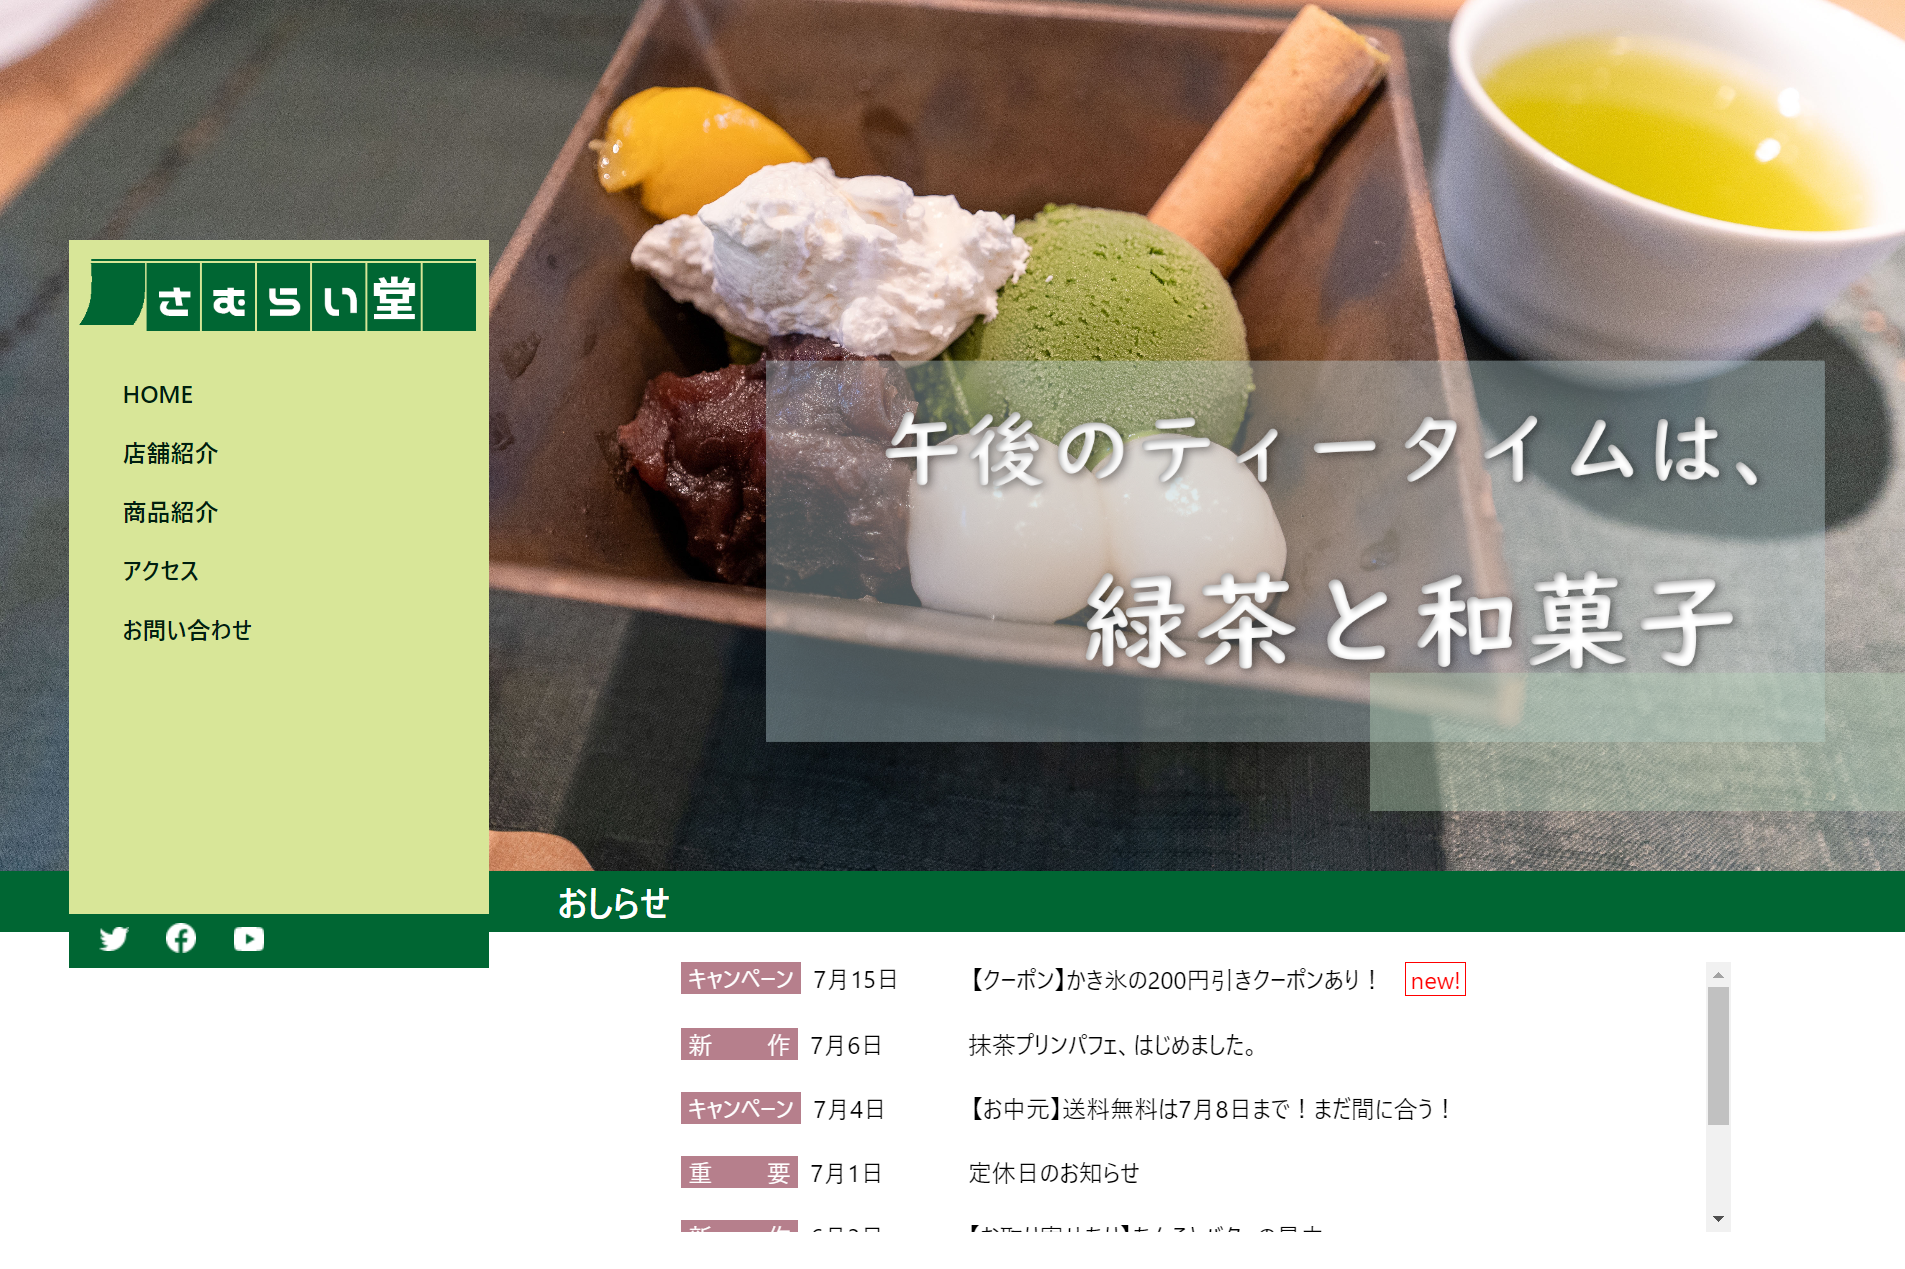 さむらい堂
HOME
店舗紹介
商品紹介
アクセス
お問い合わせ
午後のティータイムは、
緑茶と和菓子
おしらせ
キャンペーン 7月15日 【クーポン】かき氷の200円引きクーポンあり！ new!
新 作 7月6日 抹茶プリンパフェ、はじめました。
キャンペーン 7月4日 【お中元】送料無料は7月8日まで！まだ間に合う！
重 要 7月1日 定休日のお知らせ